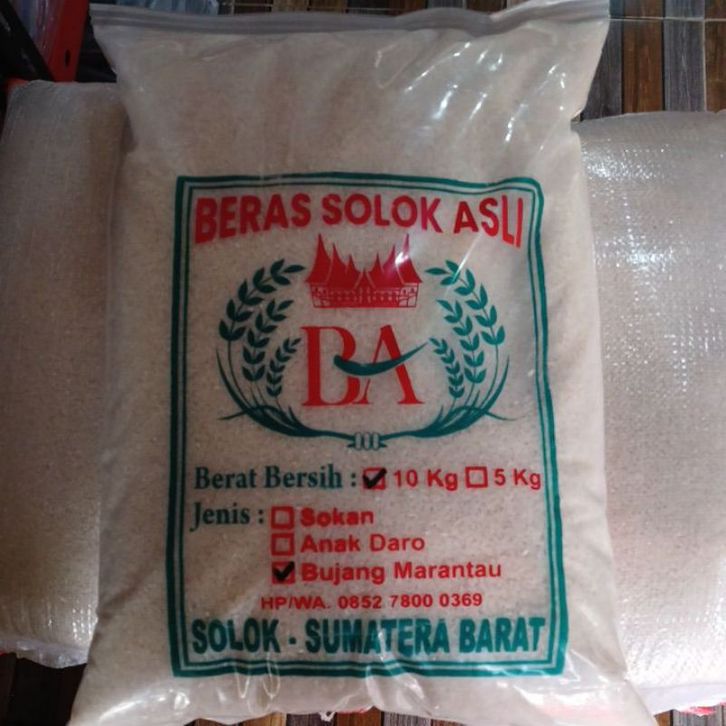 BERAS SOLOK ASLI
BA
Berat Bersih : 10 Kg 5 Kg
Jenis : Sokan
Anak Daro
Bujang Marantau
HP/WA. 0852 7800 0369
SOLOK - SUMATERA BARAT